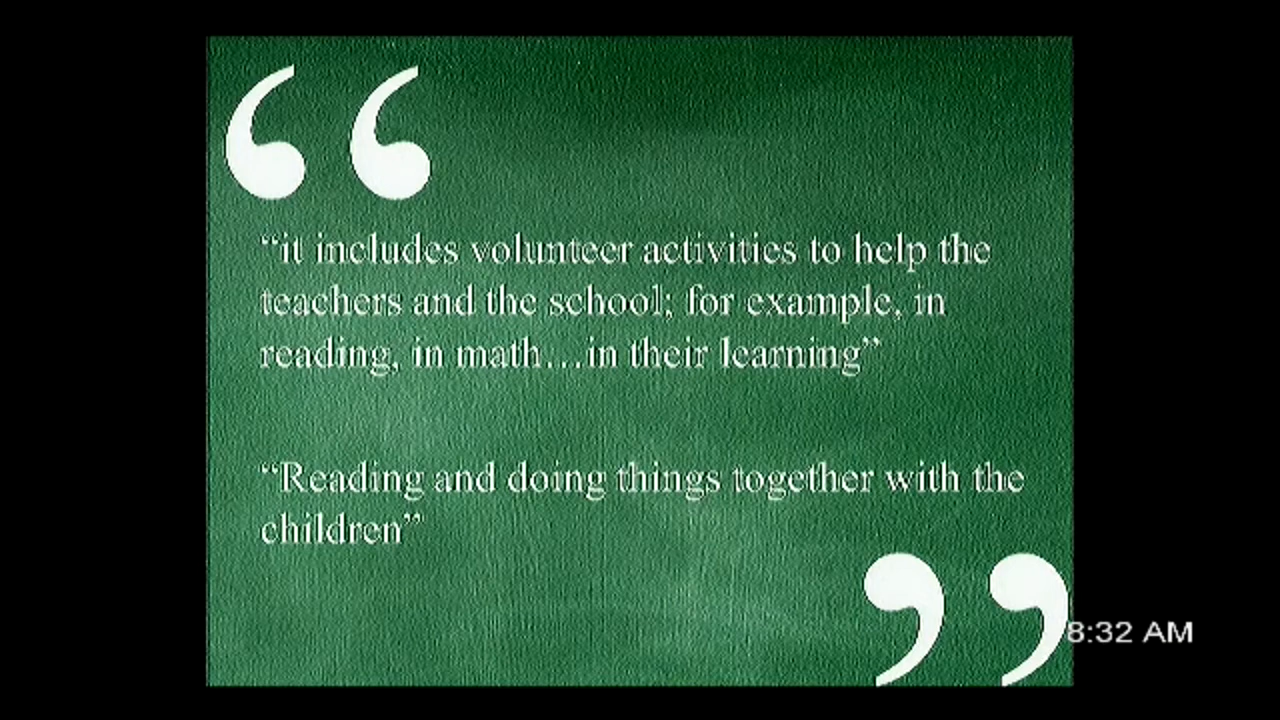 “it includes volunteer activities to help the
teachers and the school; for example, in
reading, in math…in their learning”
“Reading and doing things together with the
children”
8:32 AM